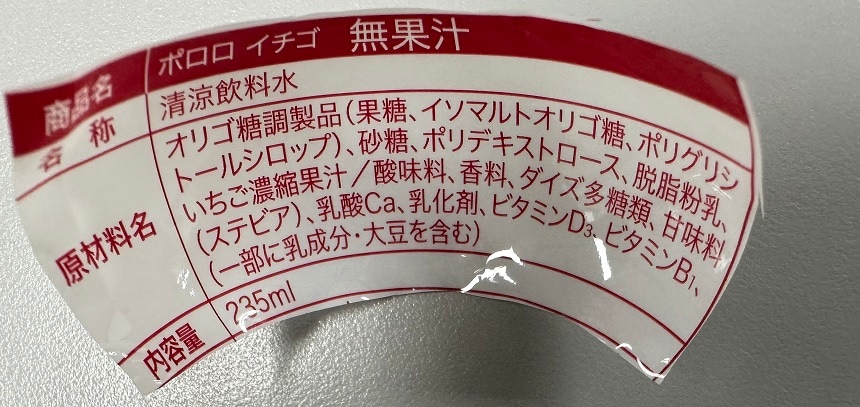 商品名 ポロロ イチゴ 無果汁
名称 清涼飲料水
原材料名 オリゴ糖調製品(果糖、イソマルトオリゴ糖、ポリグリシ
トールシロップ)、砂糖、ポリデキストロース、脱脂粉乳、
いちご濃縮果汁/酸味料、香料、ダイズ多糖類、甘味料
(ステビア)、乳酸Ca、乳化剤、ビタミンD₃、ビタミンB₁、
(一部に乳成分・大豆を含む)
内容量 235ml